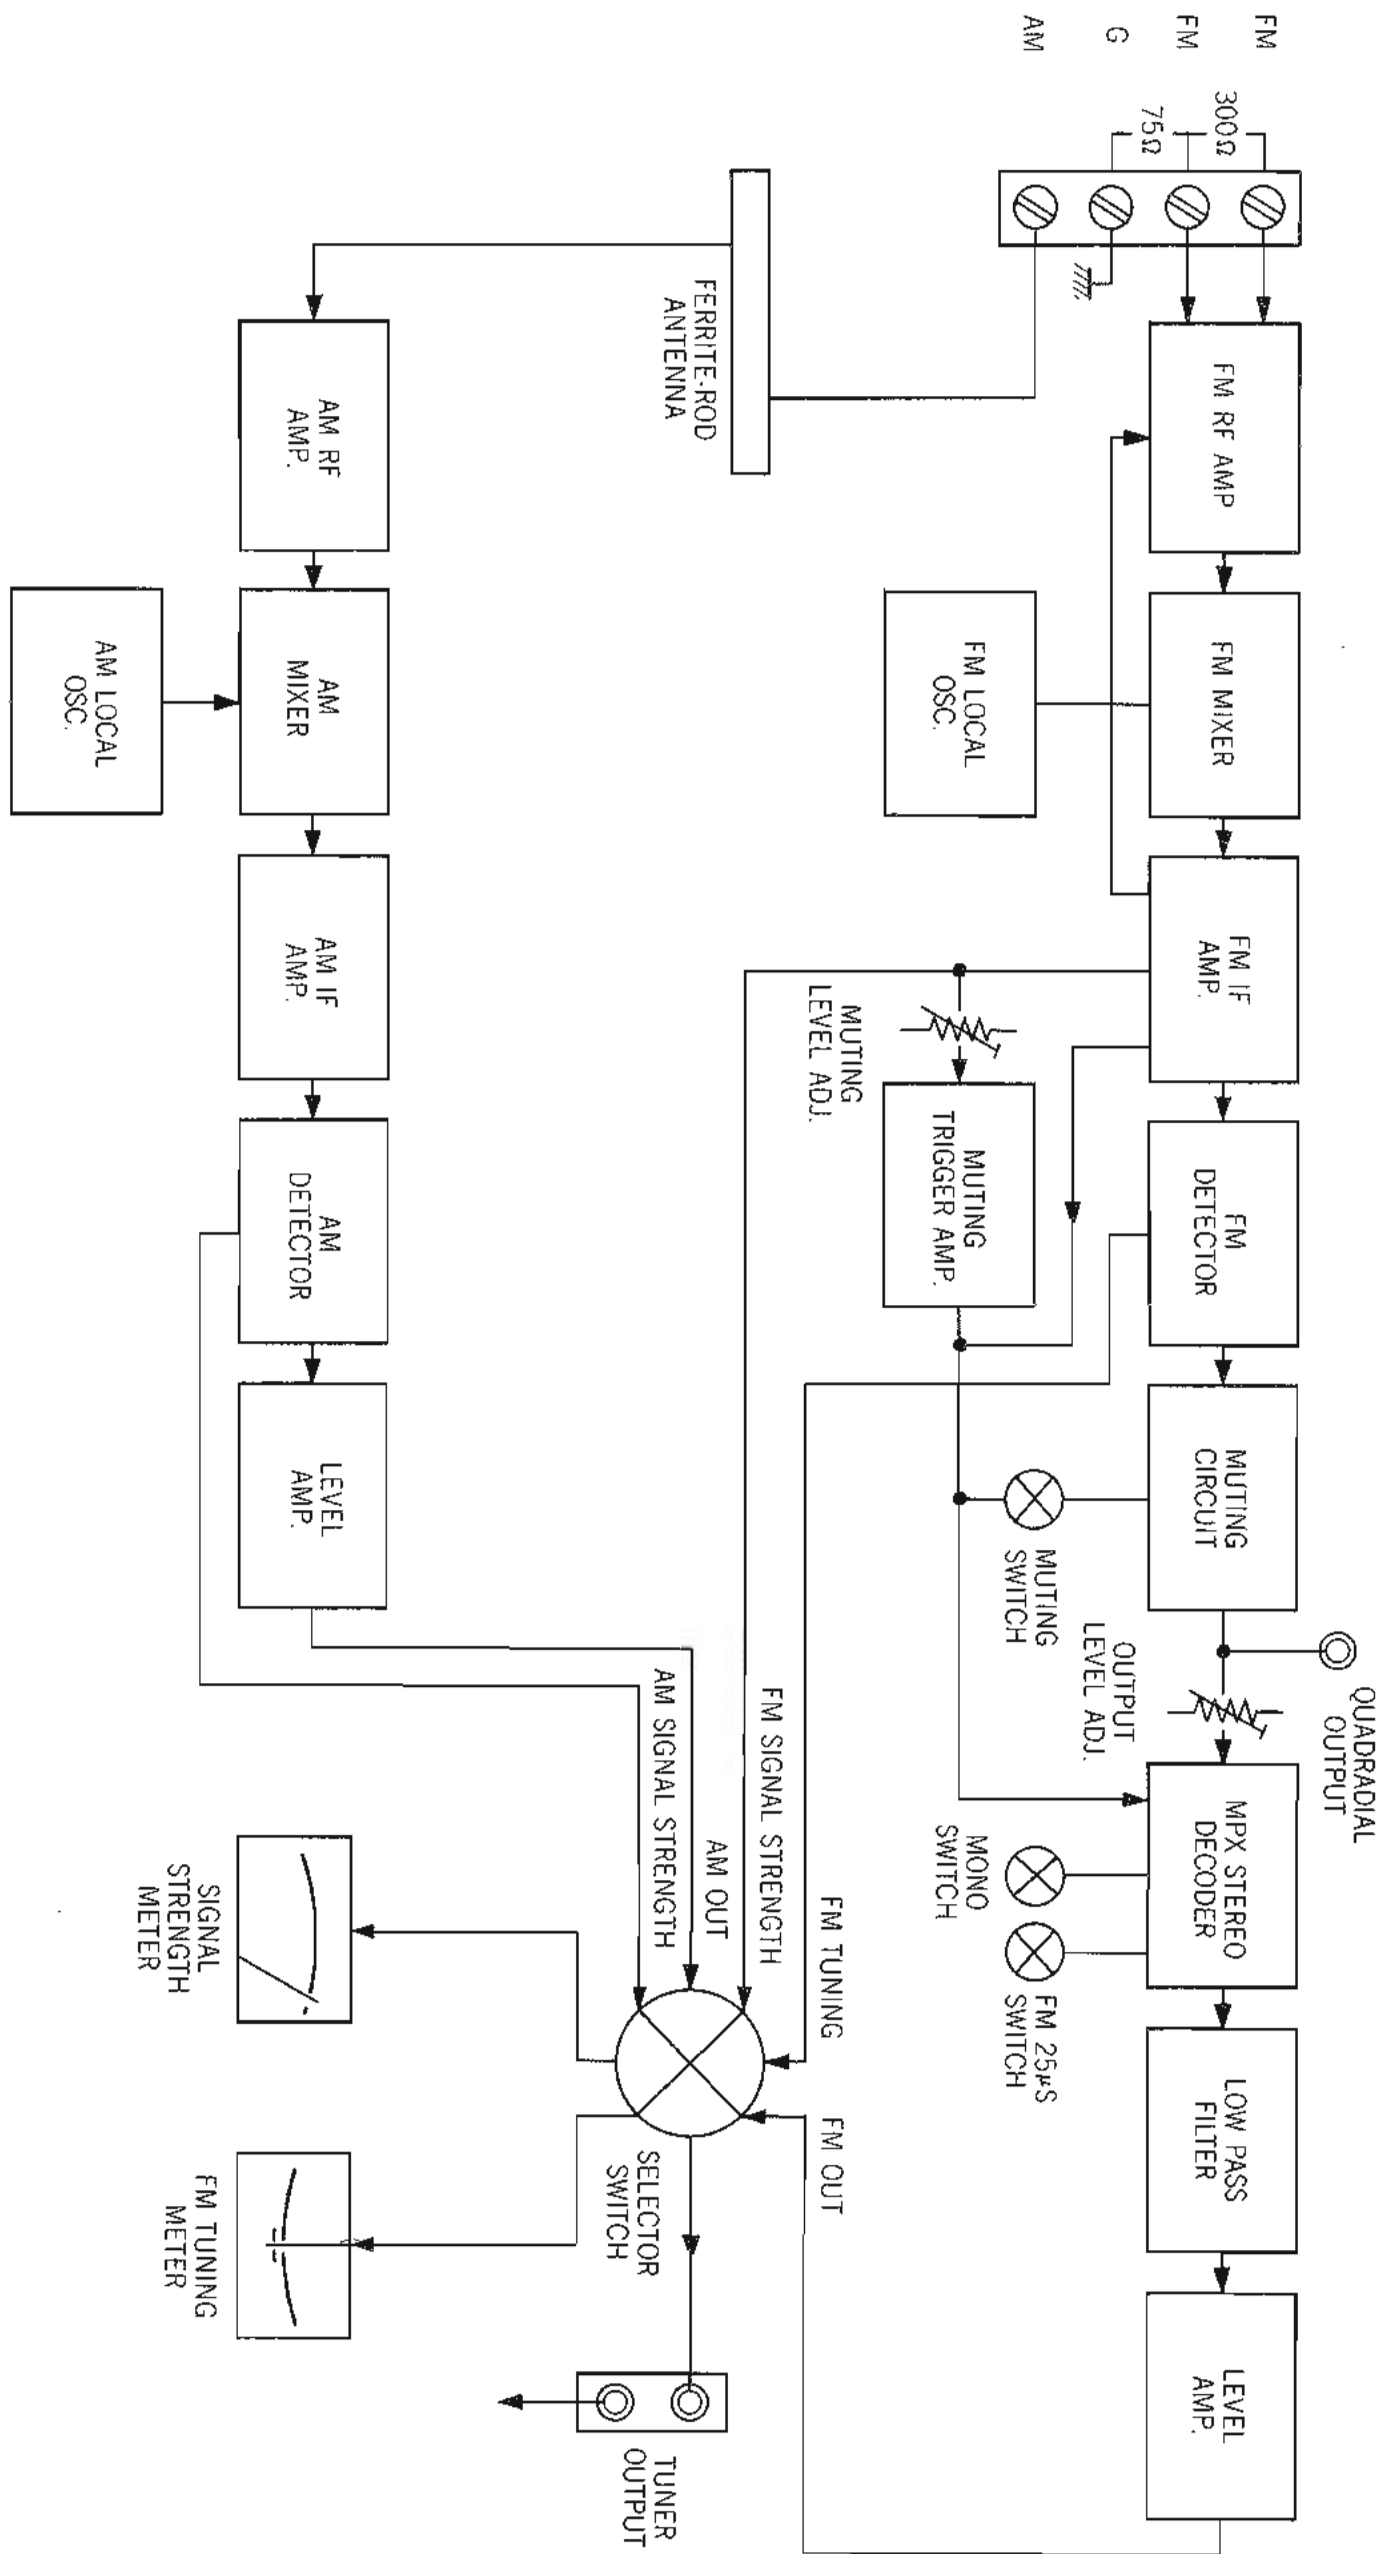 FM
FM
G
AM
300Ω
75Ω
FM RF AMP
FM MIXER
FM IF
AMP.
FM
DETECTOR
MUTING
CIRCUIT
QUADRADIAL
OUTPUT
OUTPUT
LEVEL ADJ.
MPX STEREO
DECODER
LOW PASS
FILTER
LEVEL
AMP.
FM LOCAL
OSC.
MUTING
LEVEL ADJ.
MUTING
TRIGGER AMP.
MUTING
SWITCH
MONO
SWITCH
FM 25μS
SWITCH
FERRITE-ROD
ANTENNA
FM TUNING
FM OUT
FM SIGNAL STRENGTH
AM OUT
AM SIGNAL STRENGTH
SELECTOR
SWITCH
TUNER
OUTPUT
AM RF
AMP.
AM
MIXER
AM IF
AMP.
AM
DETECTOR
LEVEL
AMP.
AM LOCAL
OSC.
SIGNAL
STRENGTH
METER
FM TUNING
METER